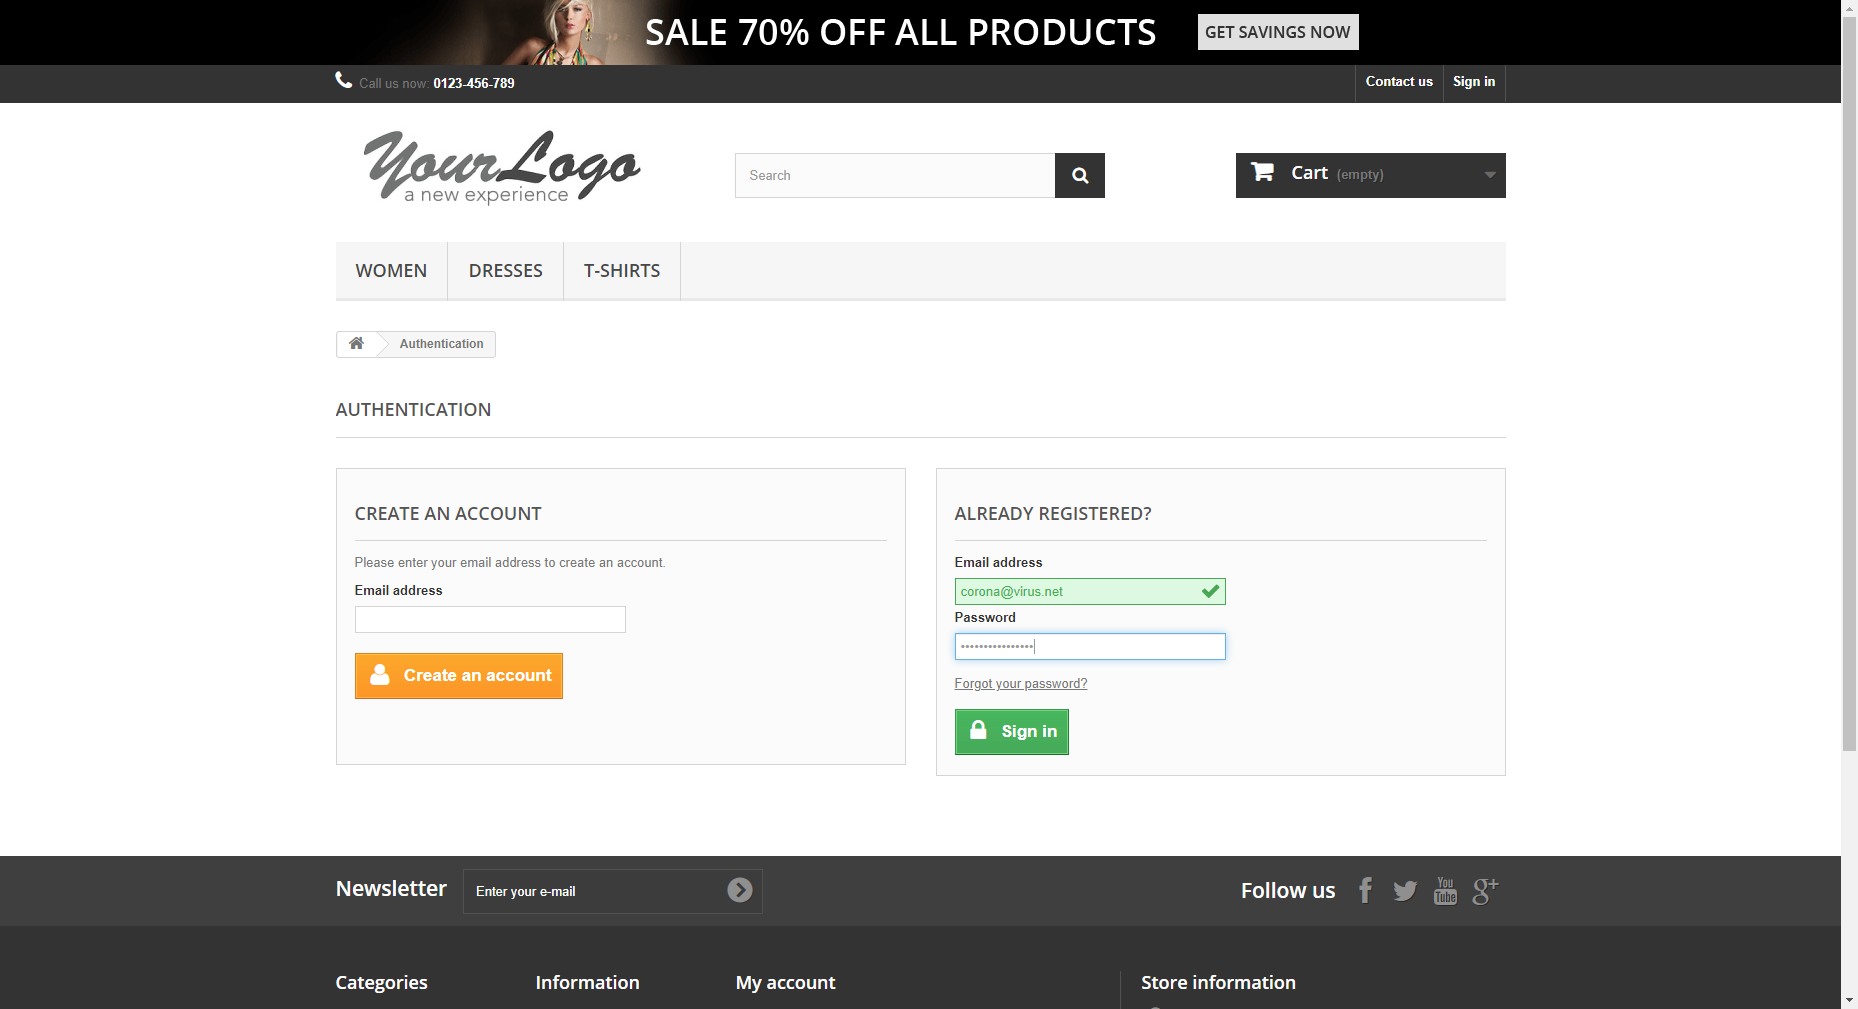 SALE 70% OFF ALL PRODUCTS GET SAVINGS NOW
Call us now: 0123-456-789 Contact us Sign in
YourLogo
a new experience
Search
Cart (empty)
WOMEN DRESSES T-SHIRTS
Authentication
AUTHENTICATION
CREATE AN ACCOUNT
Please enter your email address to create an account.
Email address
Create an account
ALREADY REGISTERED?
Email address
corona@virus.net
Password
••••••••••••••••
Forgot your password?
Sign in
Newsletter Enter your e-mail
Follow us f You Tube g+
Categories Information My account Store information